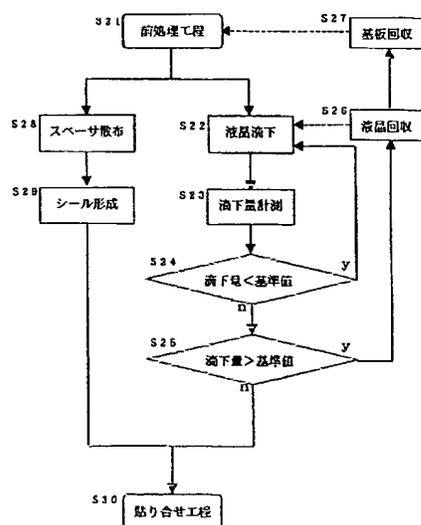 S21
前処理工程
S27
基板回収
S28
スペーサ散布
S22
液晶滴下
S26
液晶回収
S29
シール形成
S23
滴下量計測
S24
滴下量<基準値
y
n
S25
滴下量>基準値
y
n
S30
貼り合せ工程